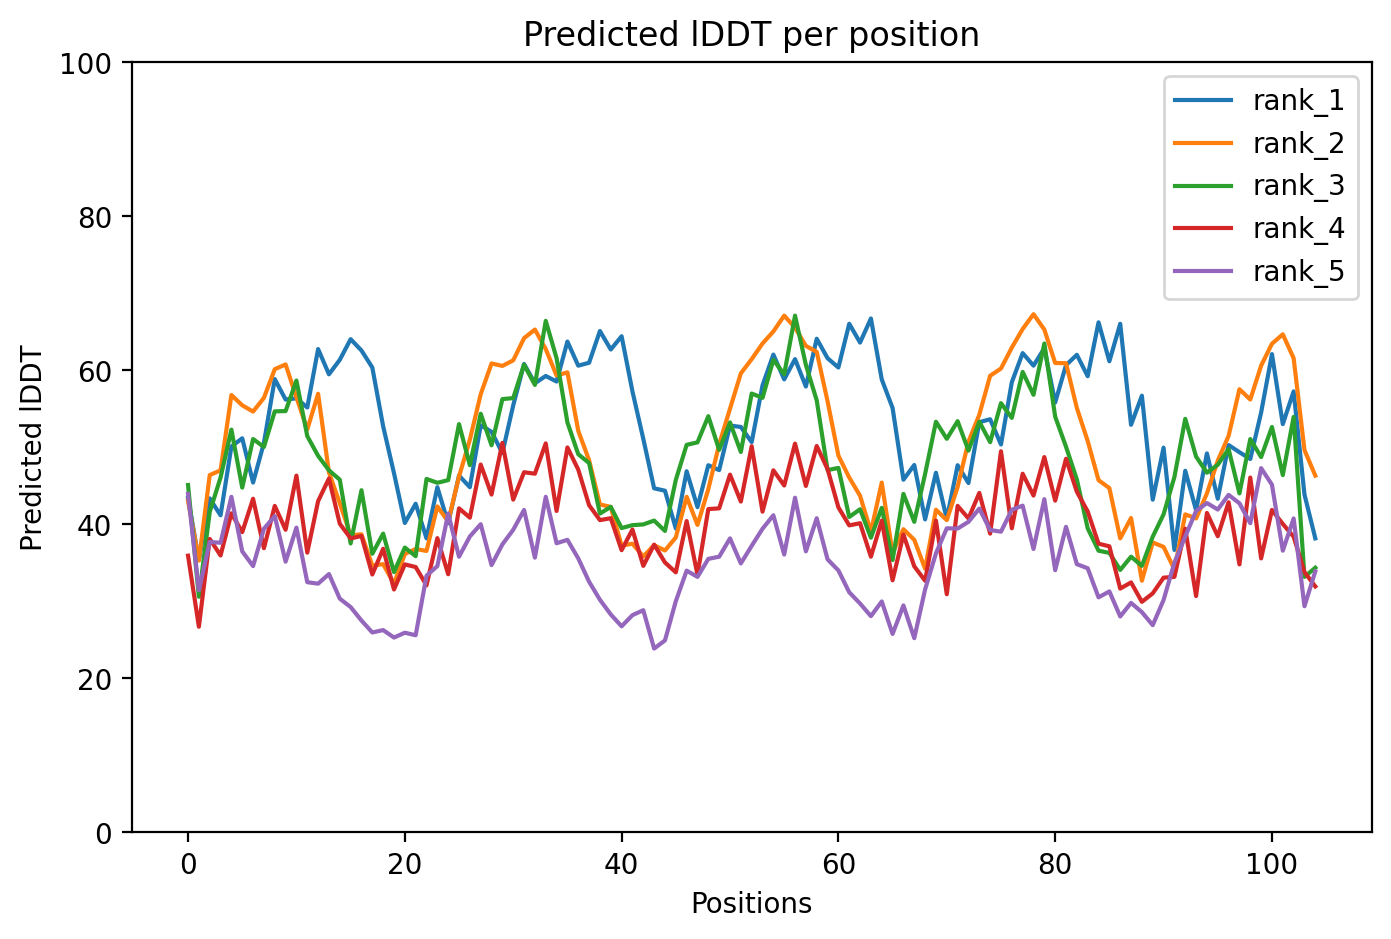 Predicted lDDT per position
100
80
60
40
20
0
Predicted lDDT
0 20 40 60 80 100
Positions
rank_1
rank_2
rank_3
rank_4
rank_5